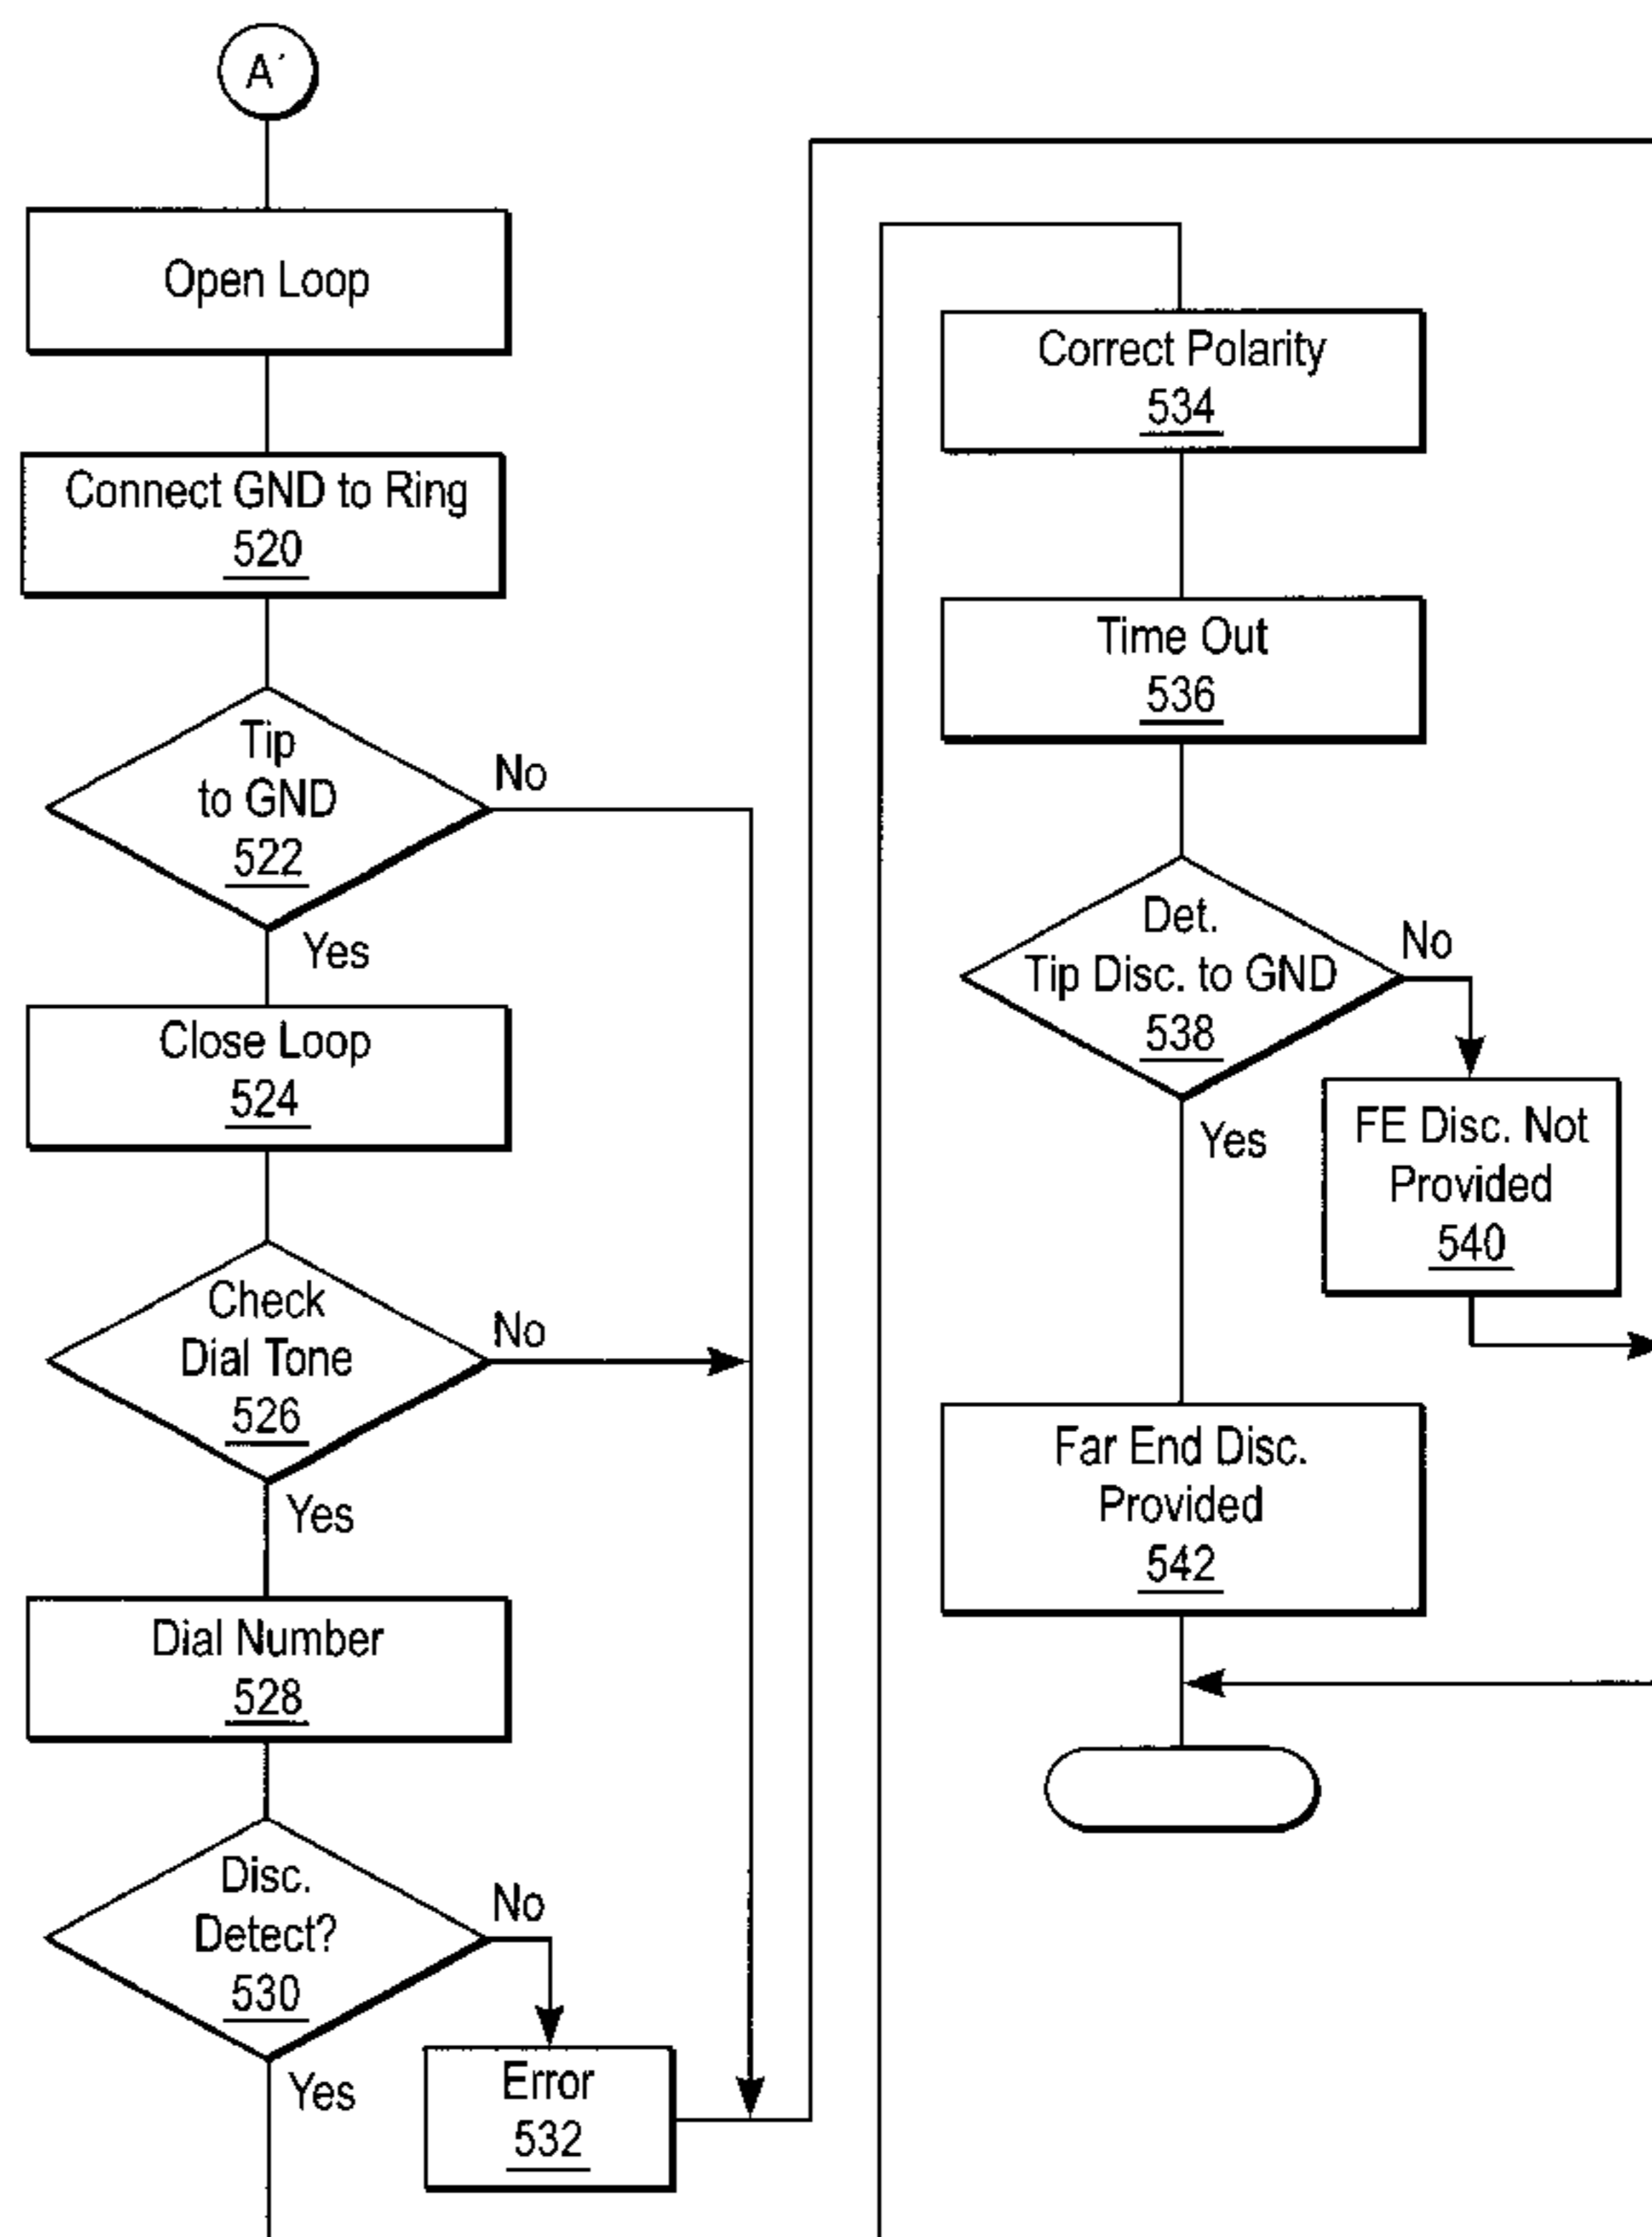 A´
Open Loop
Connect GND to Ring
520
Tip
to GND
522
No
Yes
Close Loop
524
Check
Dial Tone
526
No
Yes
Dial Number
528
Disc.
Detect?
530
No
Yes
Error
532
Correct Polarity
534
Time Out
536
Det.
Tip Disc. to GND
538
No
Yes
FE Disc. Not
Provided
540
Far End Disc.
Provided
542